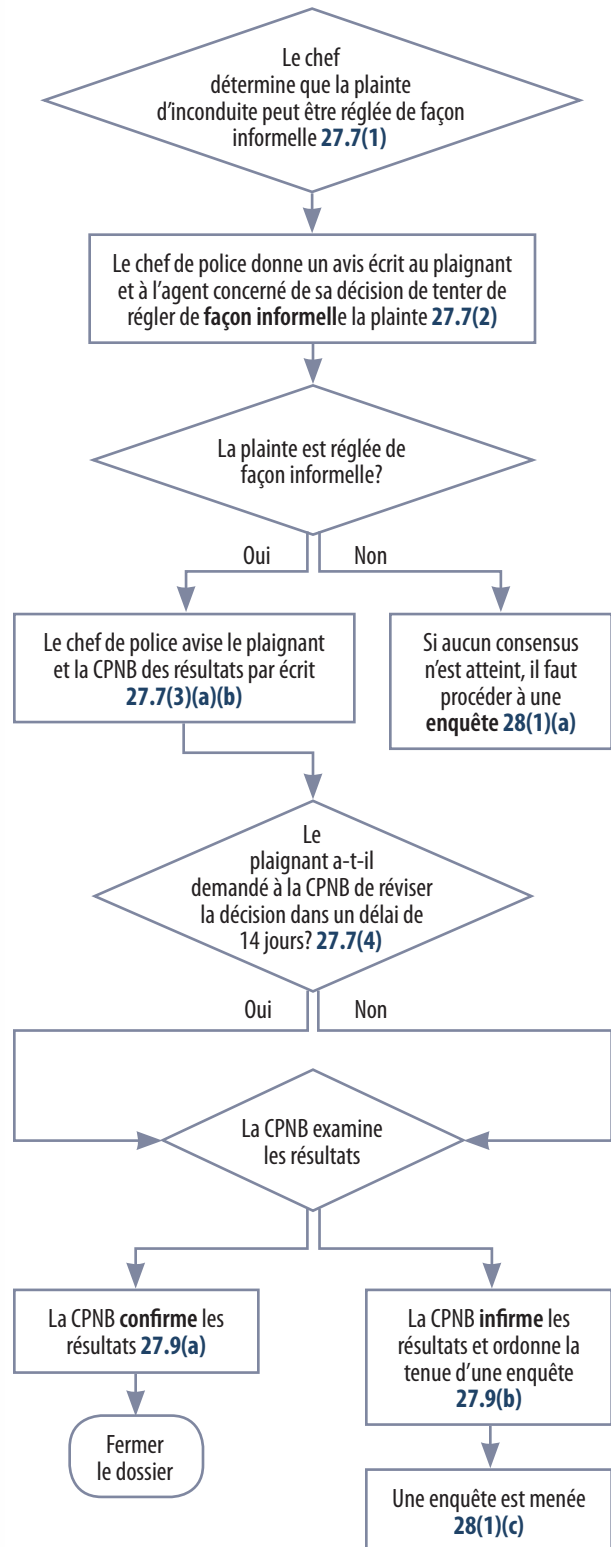 Le chef
détermine que la plainte
d'inconduite peut être réglée de façon
informelle 27.7(1)
Le chef de police donne un avis écrit au plaignant
et à l'agent concerné de sa décision de tenter de
régler de façon informelle la plainte 27.7(2)
La plainte est réglée de
façon informelle?
Oui
Non
Le chef de police avise le plaignant
et la CPNB des résultats par écrit
27.7(3)(a)(b)
Si aucun consensus
n'est atteint, il faut
procéder à une
enquête 28(1)(a)
Le
plaignant a-t-il
demandé à la CPNB de réviser
la décision dans un délai de
14 jours? 27.7(4)
Oui
Non
La CPNB examine
les résultats
La CPNB confirme les
résultats 27.9(a)
La CPNB infirme les
résultats et ordonne la
tenue d'une enquête
27.9(b)
Fermer
le dossier
Une enquête est menée
28(1)(c)